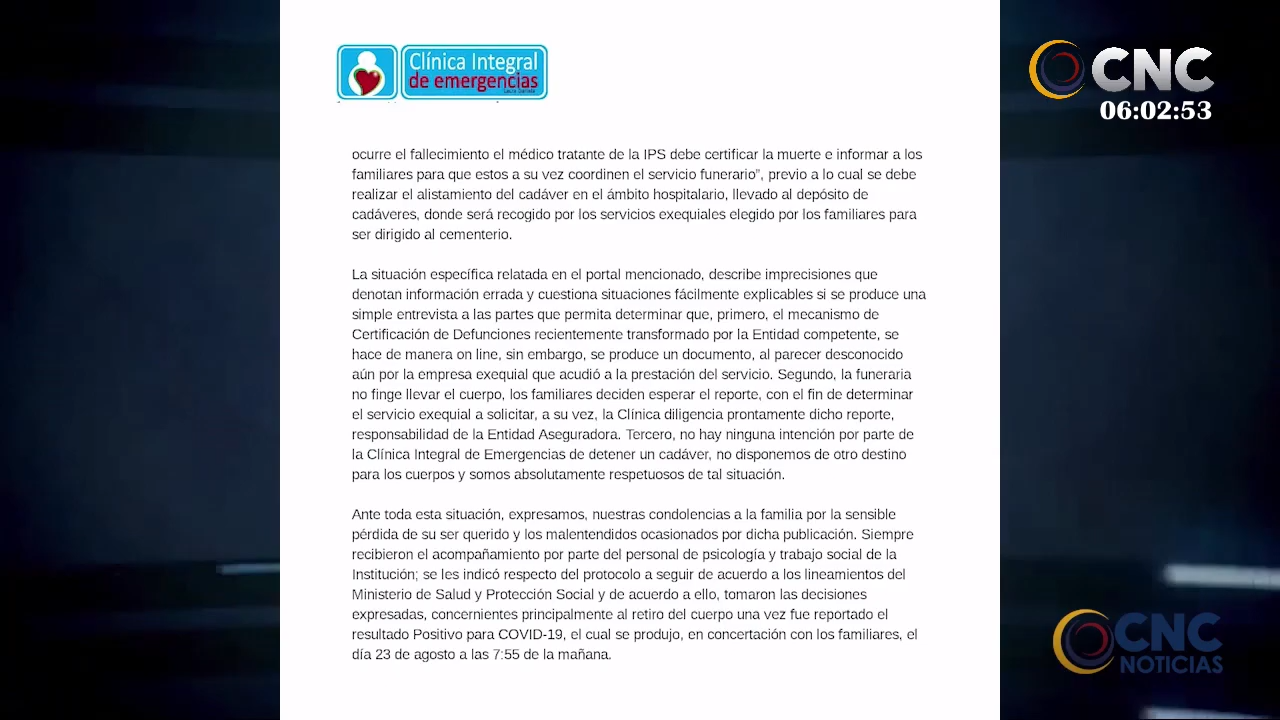 Clínica Integral
de emergencias
CNC
06:02:53
ocurre el fallecimiento el médico tratante de la IPS debe certificar la muerte e informar a los
familiares para que estos a su vez coordinen el servicio funerario”, previo a lo cual se debe
realizar el alistamiento del cadáver en el ámbito hospitalario, llevado al depósito de
cadáveres, donde será recogido por los servicios exequiales elegido por los familiares para
ser dirigido al cementerio.
La situación específica relatada en el portal mencionado, describe imprecisiones que
denotan información errada y cuestiona situaciones fácilmente explicables si se produce una
simple entrevista a las partes que permita determinar que, primero, el mecanismo de
Certificación de Defunciones recientemente transformado por la Entidad competente, se
hace de manera on line, sin embargo, se produce un documento, al parecer desconocido
aún por la empresa exequial que acudió a la prestación del servicio. Segundo, la funeraria
no finge llevar el cuerpo, los familiares deciden esperar el reporte, con el fin de determinar
el servicio exequial a solicitar, a su vez, la Clínica diligencia prontamente dicho reporte,
responsabilidad de la Entidad Aseguradora. Tercero, no hay ninguna intención por parte de
la Clínica Integral de Emergencias de detener un cadáver, no disponemos de otro destino
para los cuerpos y somos absolutamente respetuosos de tal situación.
Ante toda esta situación, expresamos, nuestras condolencias a la familia por la sensible
pérdida de su ser querido y los malentendidos ocasionados por dicha publicación. Siempre
recibieron el acompañamiento por parte del personal de psicología y trabajo social de la
Institución; se les indicó respecto del protocolo a seguir de acuerdo a los lineamientos del
Ministerio de Salud y Protección Social y de acuerdo a ello, tomaron las decisiones
expresadas, concernientes principalmente al retiro del cuerpo una vez fue reportado el
resultado Positivo para COVID-19, el cual se produjo, en concertación con los familiares, el
día 23 de agosto a las 7:55 de la mañana.
CNC
NOTICIAS